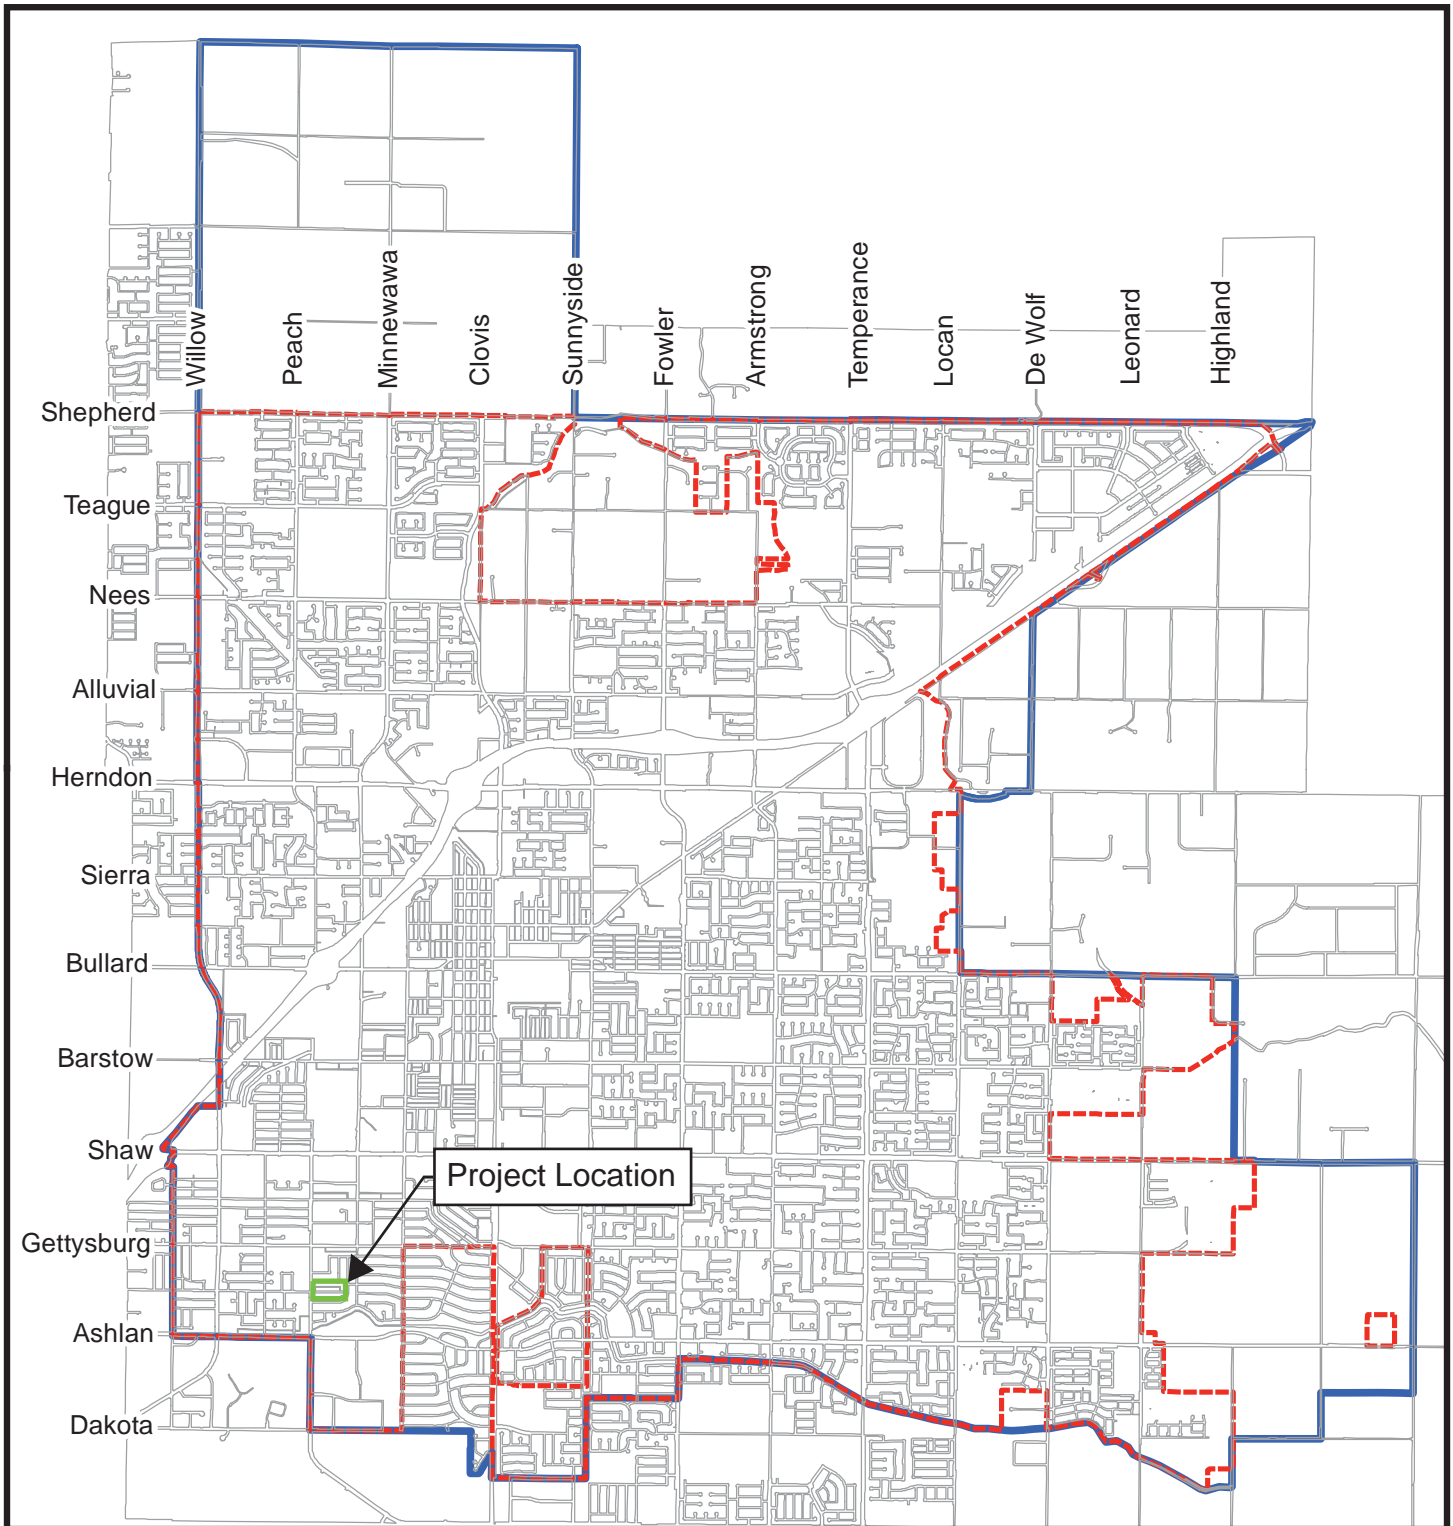 Willow
Peach
Minnewawa
Clovis
Sunnyside
Fowler
Armstrong
Temperance
Locan
De Wolf
Leonard
Highland
Shepherd
Teague
Nees
Alluvial
Herndon
Sierra
Bullard
Barstow
Shaw
Project Location
Gettysburg
Ashlan
Dakota